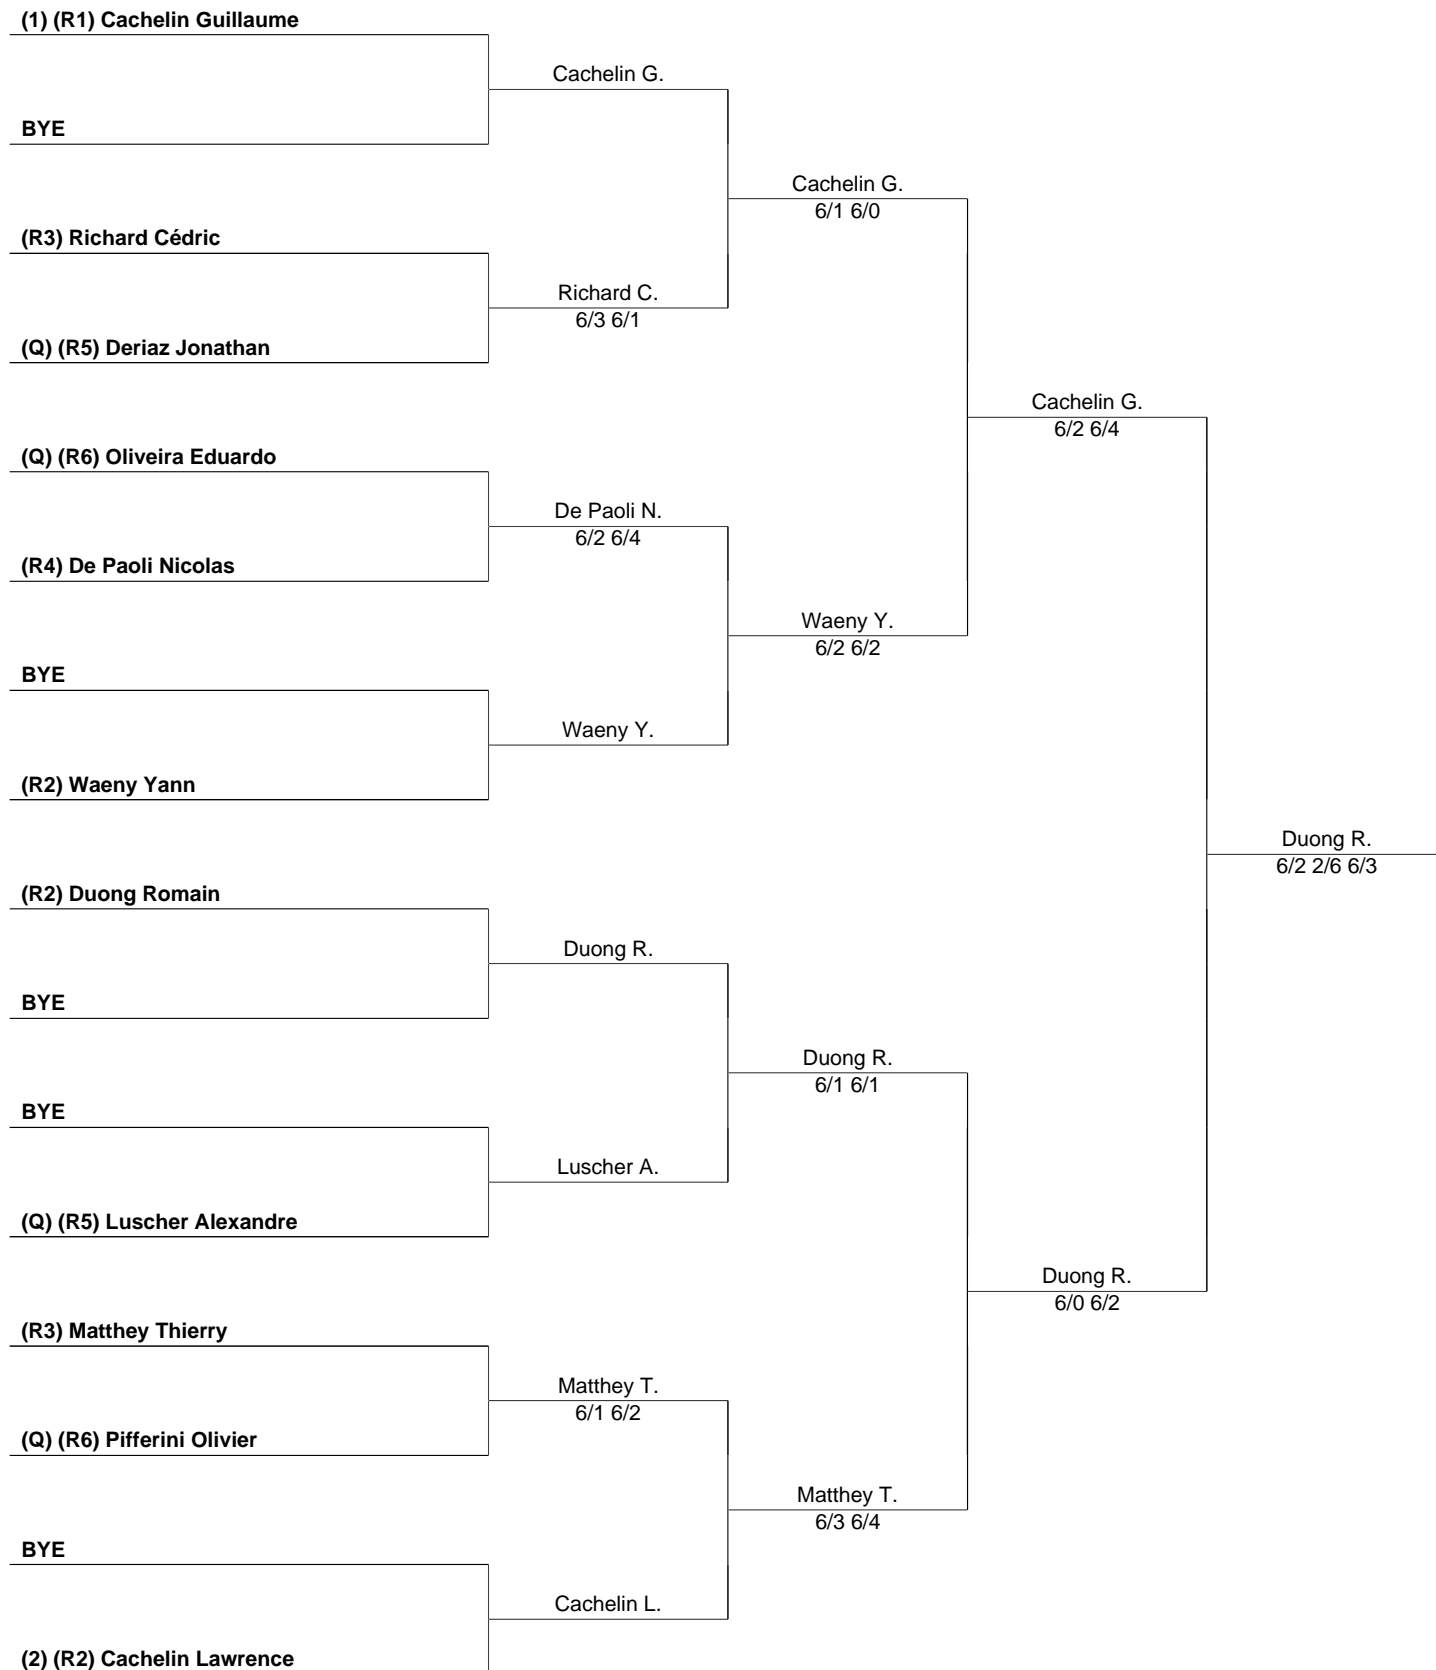 (1) (R1) Cachelin Guillaume
Cachelin G.
BYE
Cachelin G.
6/1 6/0
(R3) Richard Cédric
Richard C.
6/3 6/1
(Q) (R5) Deriaz Jonathan
Cachelin G.
6/2 6/4
(Q) (R6) Oliveira Eduardo
De Paoli N.
6/2 6/4
(R4) De Paoli Nicolas
Waeny Y.
6/2 6/2
BYE
Waeny Y.
(R2) Waeny Yann
Duong R.
6/2 2/6 6/3
(R2) Duong Romain
Duong R.
BYE
Duong R.
6/1 6/1
BYE
Luscher A.
(Q) (R5) Luscher Alexandre
Duong R.
6/0 6/2
(R3) Matthey Thierry
Matthey T.
6/1 6/2
(Q) (R6) Pifferini Olivier
Matthey T.
6/3 6/4
BYE
Cachelin L.
(2) (R2) Cachelin Lawrence